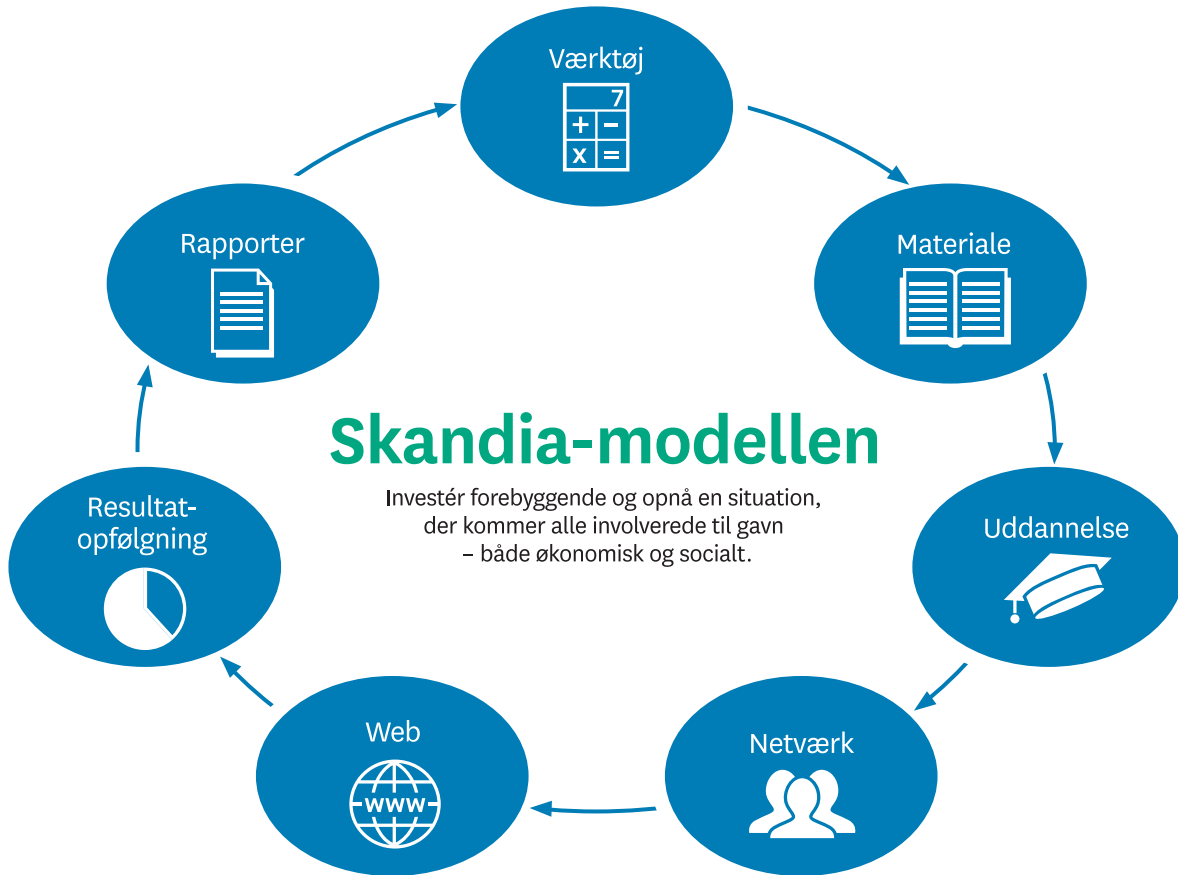 Værktøj
7
+ −
x =
Materiale
Uddannelse
Netværk
Web
www
Resultat-
opfølgning
Rapporter
Skandia-modellen
Investér forebyggende og opnå en situation,
der kommer alle involverede til gavn
– både økonomisk og socialt.